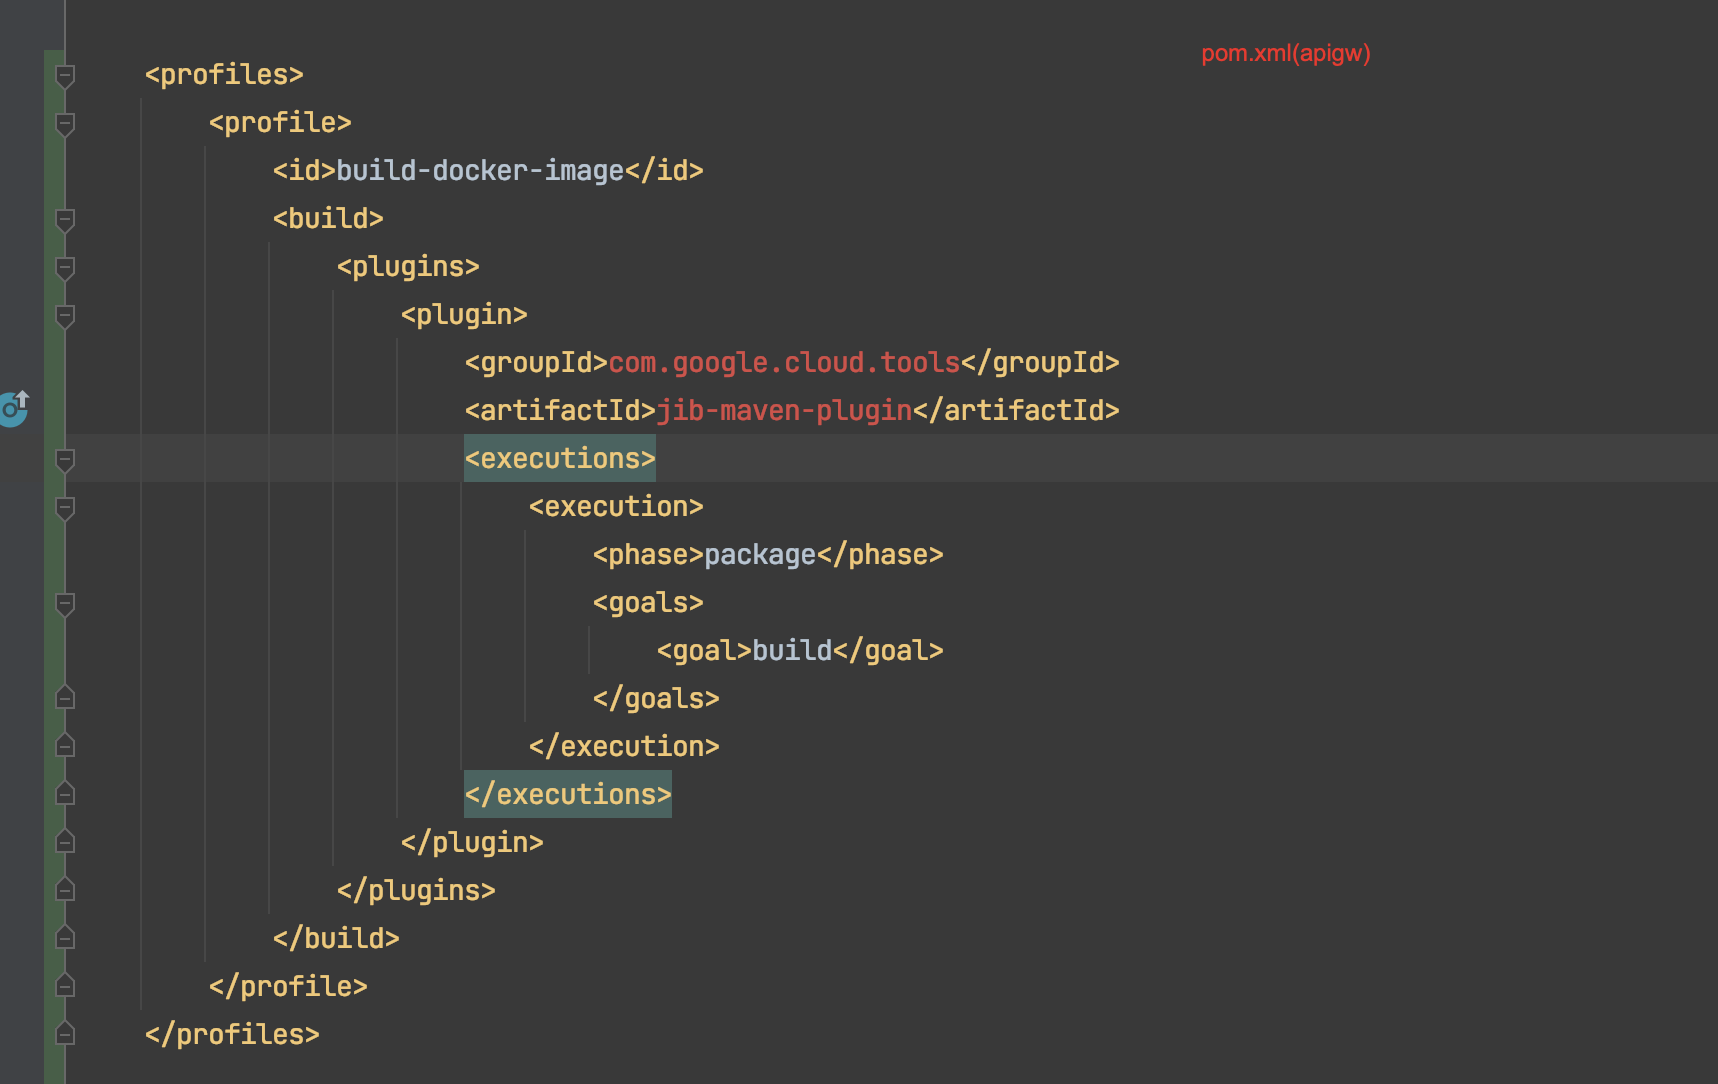 pom.xml(apigw)
<profiles>
<profile>
<id>build-docker-image</id>
<build>
<plugins>
<plugin>
<groupId>com.google.cloud.tools</groupId>
<artifactId>jib-maven-plugin</artifactId>
<executions>
<execution>
<phase>package</phase>
<goals>
<goal>build</goal>
</goals>
</execution>
</executions>
</plugin>
</plugins>
</build>
</profile>
</profiles>